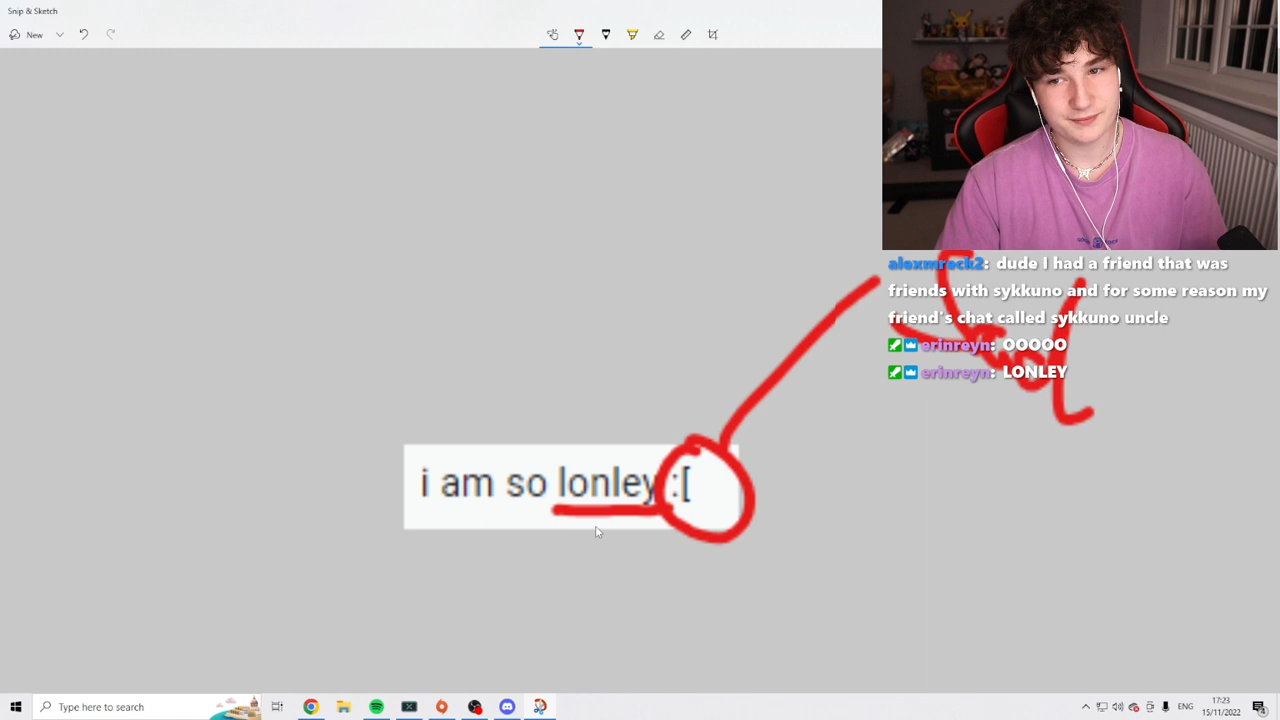 Snip & Sketch
New
alexmrock2: dude I had a friend that was
friends with sykkuno and for some reason my
friend's chat called sykkuno uncle
erinreyn: OOOOO
erinreyn: LONLEY
i am so lonley :[
Type here to search
ENG
17:23
15/11/2022
4